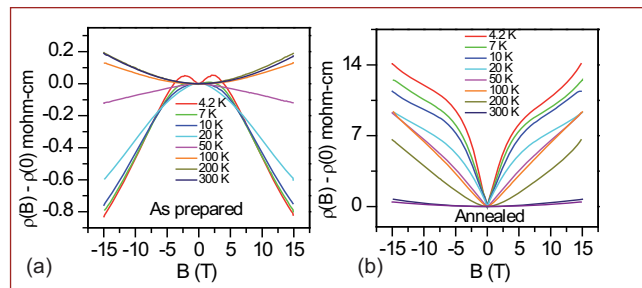 ρ(B) - ρ(0) mohm-cm
0.2
0.0
-0.2
-0.4
-0.6
-0.8
4.2 K
7 K
10 K
20 K
50 K
100 K
200 K
300 K
As prepared
-15 -10 -5 0 5 10 15
(a)
B (T)
ρ(B) - ρ(0) mohm-cm
14
7
0
4.2 K
7 K
10 K
20 K
50 K
100 K
200 K
300 K
Annealed
-15 -10 -5 0 5 10 15
(b)
B (T)